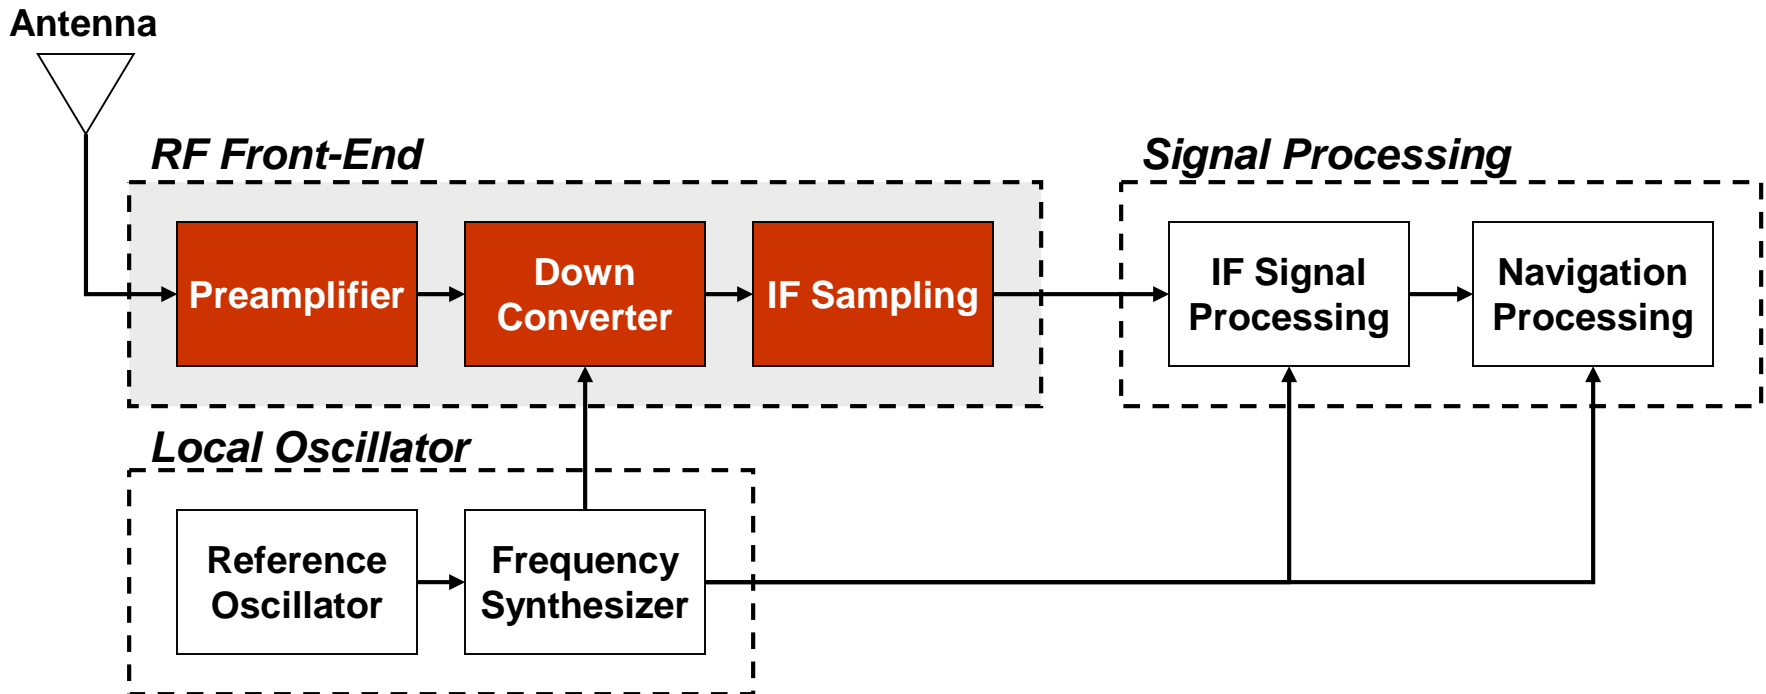 Antenna
RF Front-End
Signal Processing
Preamplifier
Down
Converter
IF Sampling
IF Signal
Processing
Navigation
Processing
Local Oscillator
Reference
Oscillator
Frequency
Synthesizer